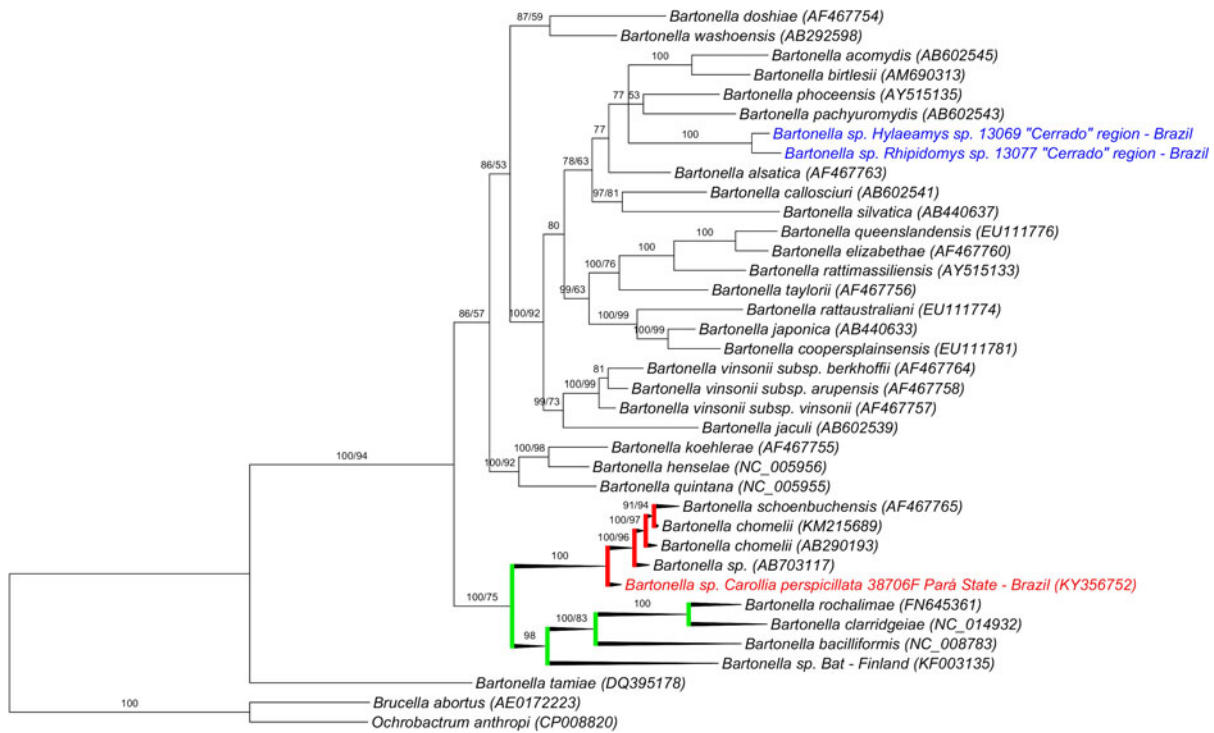 87/59
Bartonella doshiae (AF467754)
Bartonella washoensis (AB292598)
100
Bartonella acomydis (AB602545)
Bartonella birtlesii (AM690313)
77
53
Bartonella phoceensis (AY515135)
Bartonella pachyuromydis (AB602543)
77
100
Bartonella sp. Hylaeamys sp. 13069 "Cerrado" region - Brazil
Bartonella sp. Rhipidomys sp. 13077 "Cerrado" region - Brazil
86/53
78/63
Bartonella alsatica (AF467763)
97/81
Bartonella callosciuri (AB602541)
Bartonella silvatica (AB440637)
80
100
100
Bartonella queenslandensis (EU111776)
Bartonella elizabethae (AF467760)
100/76
Bartonella rattimassiliensis (AY515133)
99/63
Bartonella taylorii (AF467756)
100/99
Bartonella rattaustraliani (EU111774)
86/57
100/92
100/99
Bartonella japonica (AB440633)
Bartonella coopersplainsensis (EU111781)
81
Bartonella vinsonii subsp. berkhoffii (AF467764)
100/99
Bartonella vinsonii subsp. arupensis (AF467758)
99/73
Bartonella vinsonii subsp. vinsonii (AF467757)
Bartonella jaculi (AB602539)
100/98
Bartonella koehlerae (AF467755)
100/94
100/92
Bartonella henselae (NC_005956)
Bartonella quintana (NC_005955)
91/94
Bartonella schoenbuchensis (AF467765)
100/97
Bartonella chomelii (KM215689)
100/96
Bartonella chomelii (AB290193)
100
Bartonella sp. (AB703117)
Bartonella sp. Carollia perspicillata 38706F Pará State - Brazil (KY356752)
100/75
100
Bartonella rochalimae (FN645361)
100/83
Bartonella clarridgeiae (NC_014932)
98
Bartonella bacilliformis (NC_008783)
Bartonella sp. Bat - Finland (KF003135)
Bartonella tamiae (DQ395178)
100
Brucella abortus (AE0172223)
Ochrobactrum anthropi (CP008820)